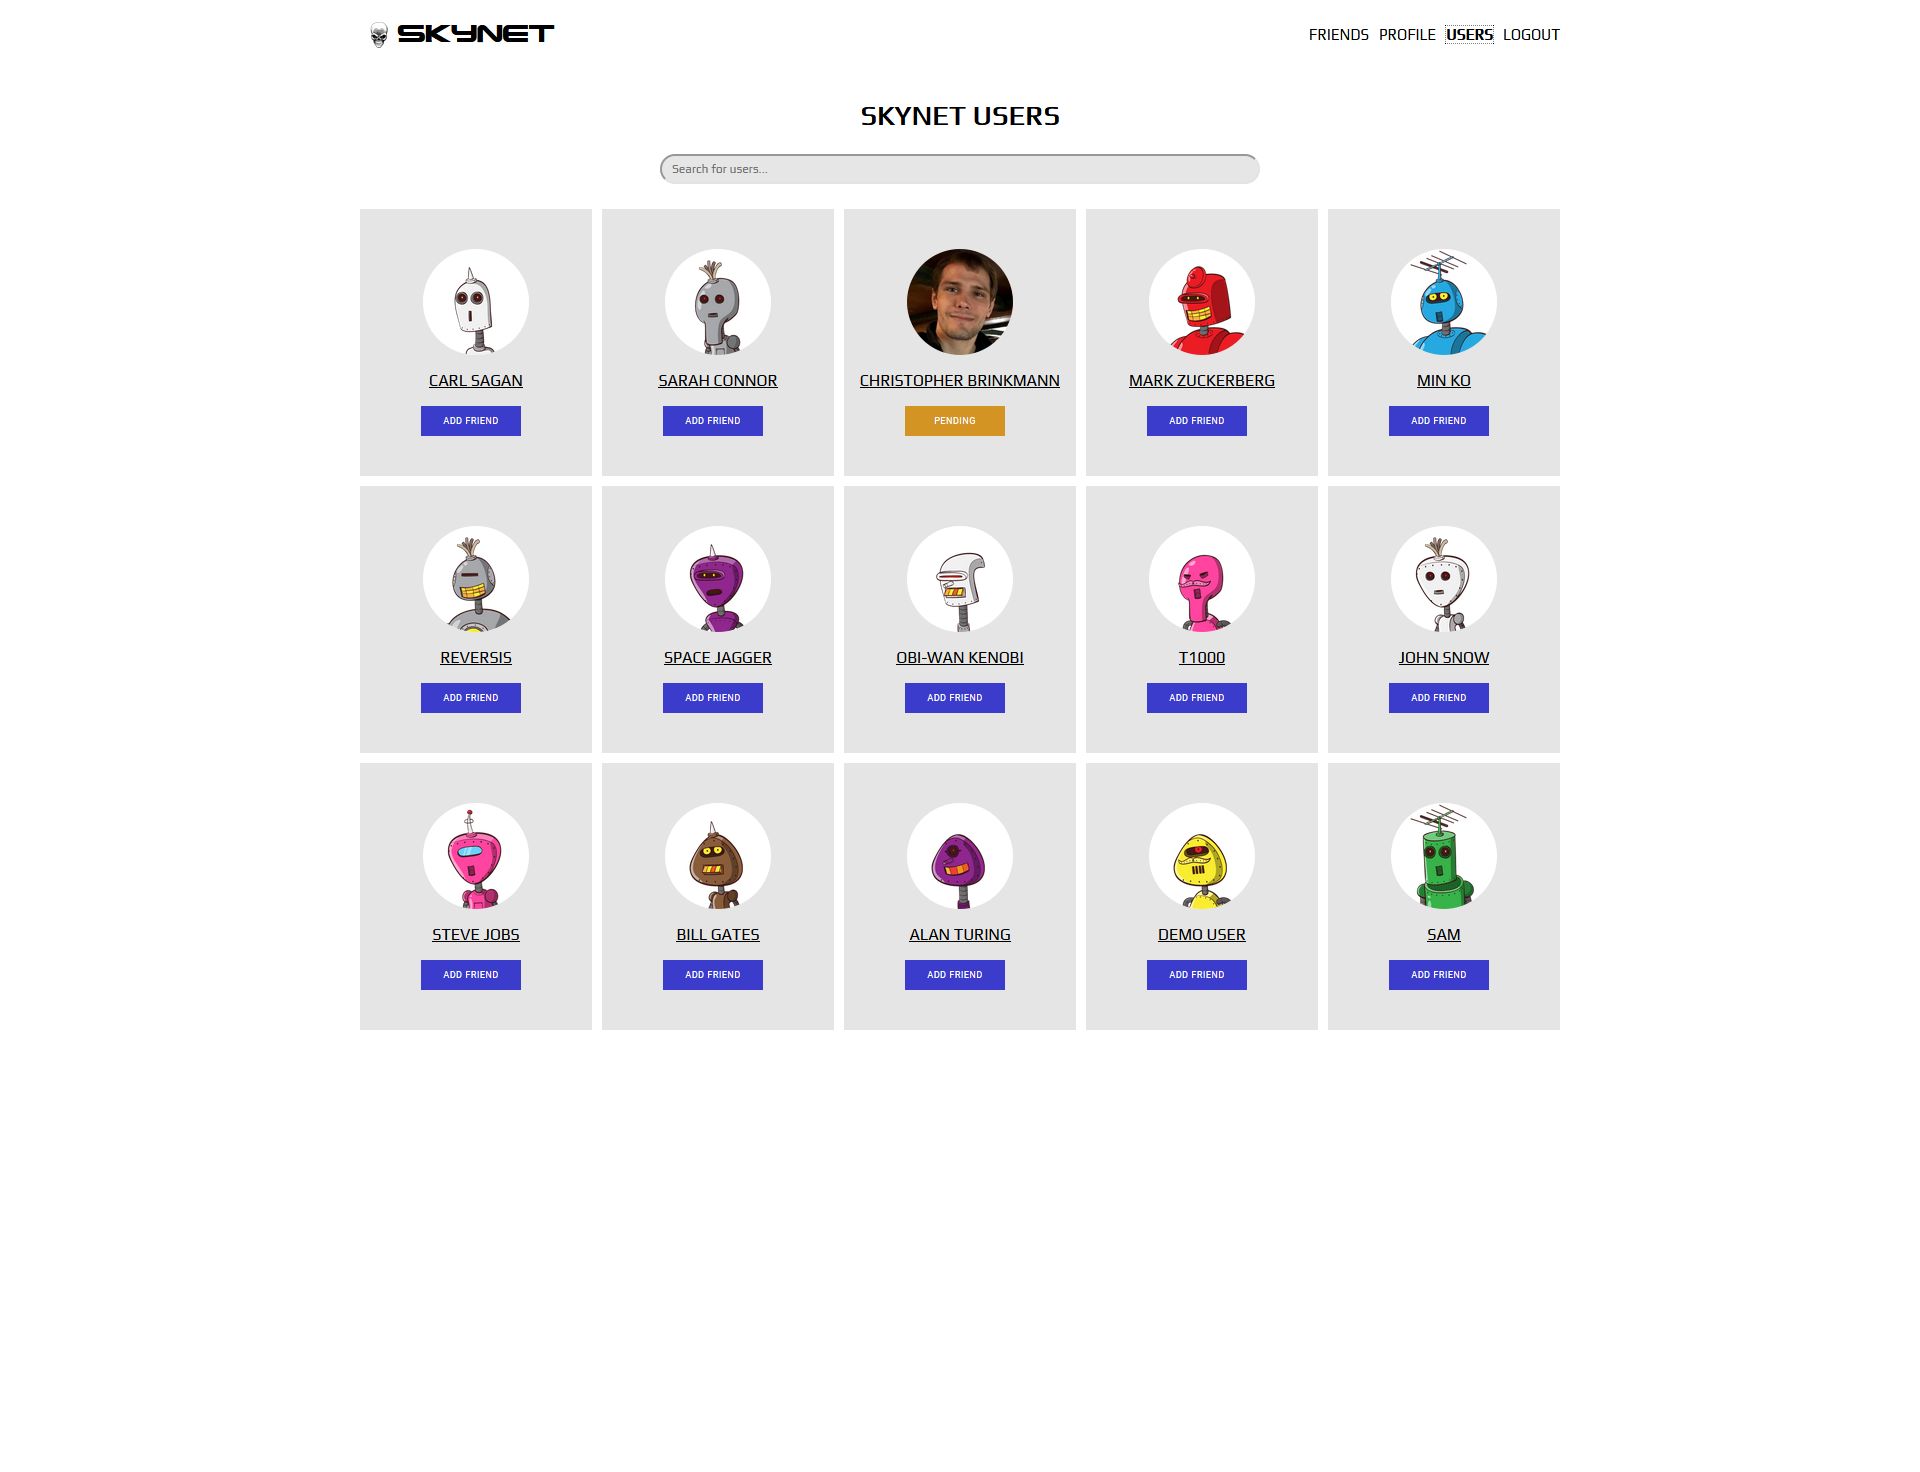 SKYNET
FRIENDS PROFILE USERS LOGOUT
SKYNET USERS
Search for users...
CARL SAGAN
ADD FRIEND
SARAH CONNOR
ADD FRIEND
CHRISTOPHER BRINKMANN
PENDING
MARK ZUCKERBERG
ADD FRIEND
MIN KO
ADD FRIEND
REVERSIS
ADD FRIEND
SPACE JAGGER
ADD FRIEND
OBI-WAN KENOBI
ADD FRIEND
T1000
ADD FRIEND
JOHN SNOW
ADD FRIEND
STEVE JOBS
ADD FRIEND
BILL GATES
ADD FRIEND
ALAN TURING
ADD FRIEND
DEMO USER
ADD FRIEND
SAM
ADD FRIEND